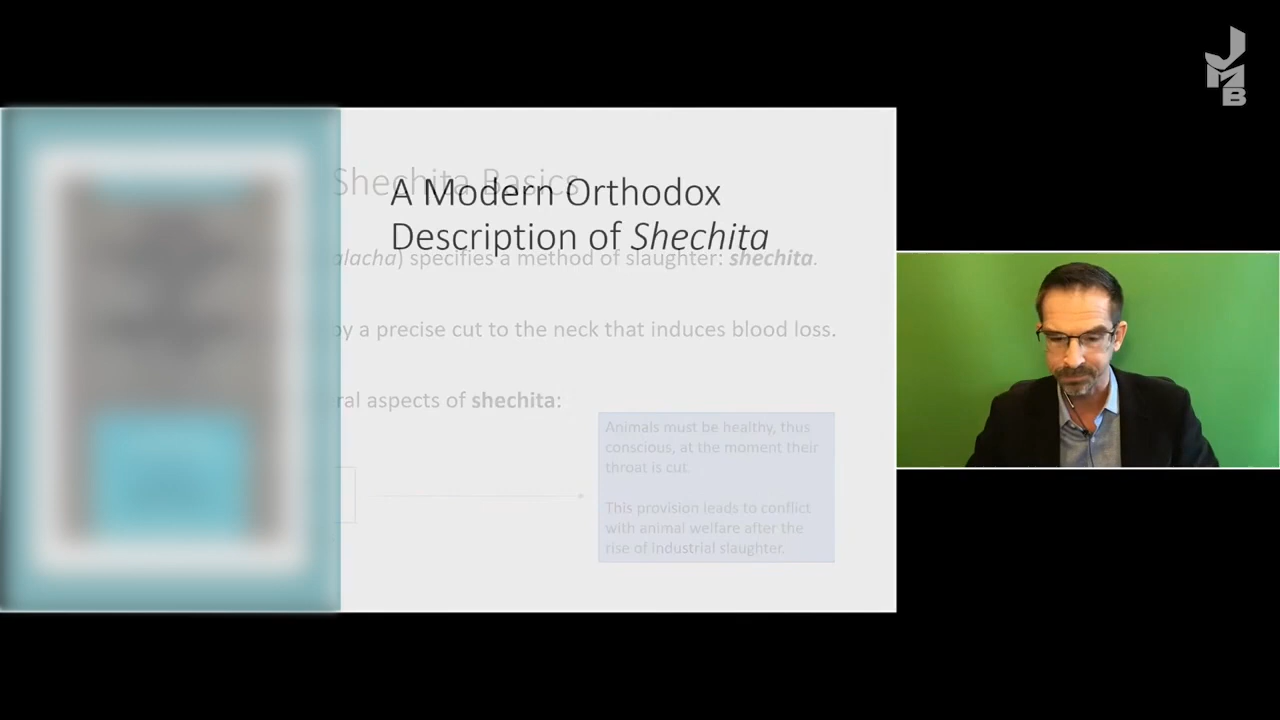 JMB
Shechita Basics
A Modern Orthodox
Description of Shechita
alacha) specifies a method of slaughter: shechita.
by a precise cut to the neck that induces blood loss.
ral aspects of shechita:
Animals must be healthy, thus
conscious, at the moment their
throat is cut.
This provision leads to conflict
with animal welfare after the
rise of industrial slaughter.